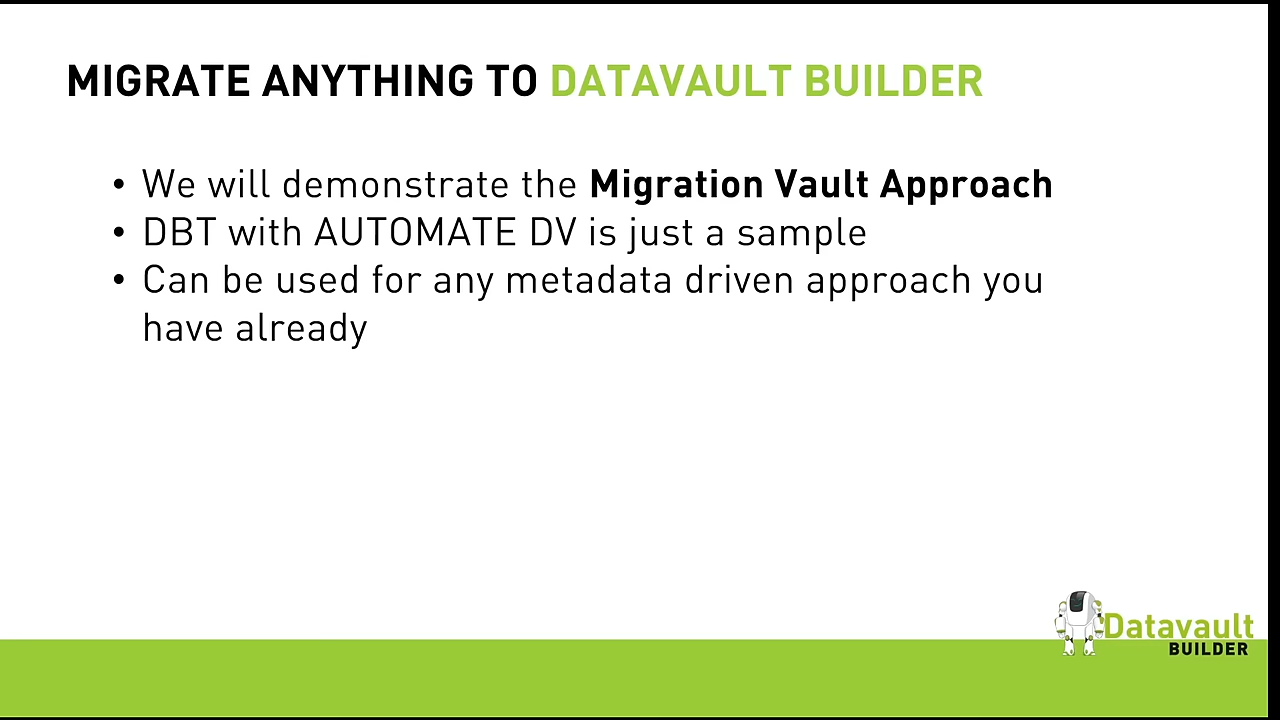 MIGRATE ANYTHING TO DATAVAULT BUILDER
• We will demonstrate the Migration Vault Approach
• DBT with AUTOMATE DV is just a sample
• Can be used for any metadata driven approach you
have already
Datavault
BUILDER